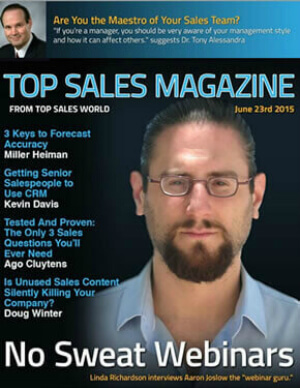 Are You the Maestro of Your Sales Team?
"If you're a manager, you should be very aware of your management style
and how it can affect others." suggests Dr. Tony Alessandra
TOP SALES MAGAZINE
FROM TOP SALES WORLD
June 23rd 2015
3 Keys to Forecast
Accuracy
Miller Heiman
Getting Senior
Salespeople to
Use CRM
Kevin Davis
Tested And Proven:
The Only 3 Sales
Questions You'll
Ever Need
Ago Cluytens
Is Unused Sales Content
Silently Killing Your
Company?
Doug Winter
No Sweat Webinars
Linda Richardson interviews Aaron Joslow the "webinar guru."